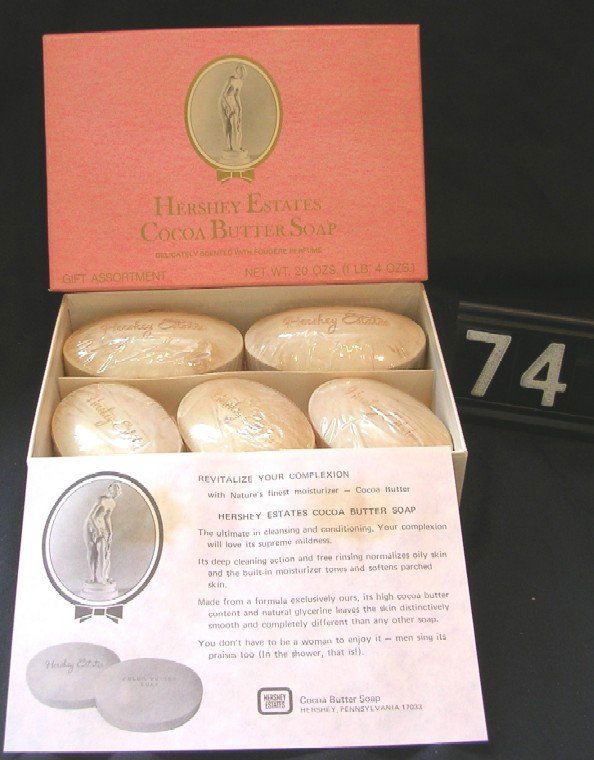 HERSHEY ESTATES
COCOA BUTTER SOAP
DELICATELY SCENTED WITH FOUGERE PERFUME
GIFT ASSORTMENT
NET WT. 20 OZS. (1 LB. 4 OZS.)
Hershey Estates
Hershey Estates
74
Hershey Estates
REVITALIZE YOUR COMPLEXION
with Nature's finest moisturizer — Cocoa Butter
HERSHEY ESTATES COCOA BUTTER SOAP
The ultimate in cleansing and conditioning. Your complexion
will love its supreme mildness.
Its deep cleaning action and free rinsing normalizes oily skin
and the built-in moisturizer tones and softens parched
skin.
Made from a formula exclusively ours, its high cocoa butter
content and natural glycerine leaves the skin distinctively
smooth and completely different than any other soap.
You don't have to be a woman to enjoy it — men sing its
praises too (In the shower, that is!).
Hershey Estates
COCOA BUTTER
SOAP
HERSHEY
ESTATES
Cocoa Butter Soap
HERSHEY, PENNSYLVANIA 17033